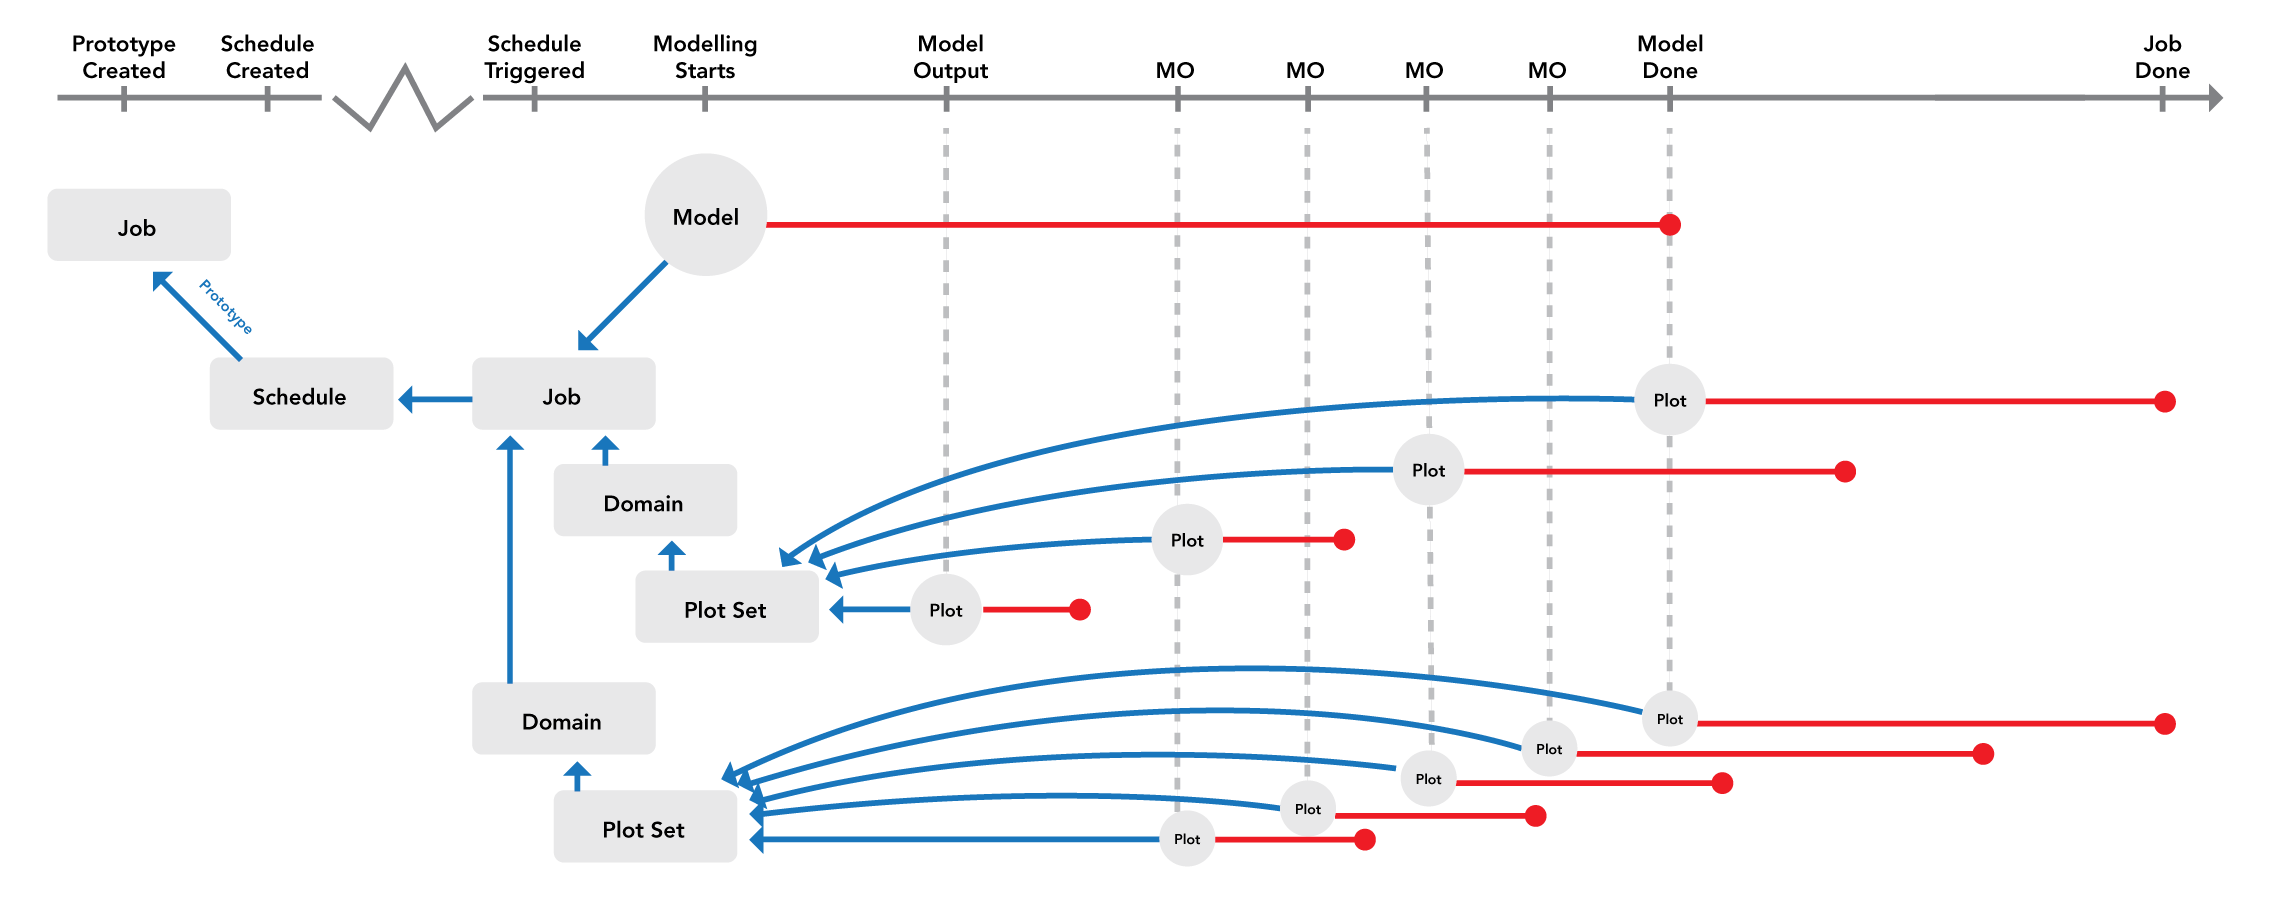 Prototype
Created
Schedule
Created
Schedule
Triggered
Modelling
Starts
Model
Output
MO
MO
MO
MO
Model
Done
Job
Done
Job
Model
Prototype
Schedule
Job
Plot
Plot
Domain
Plot
Plot Set
Plot
Domain
Plot
Plot
Plot
Plot
Plot Set
Plot